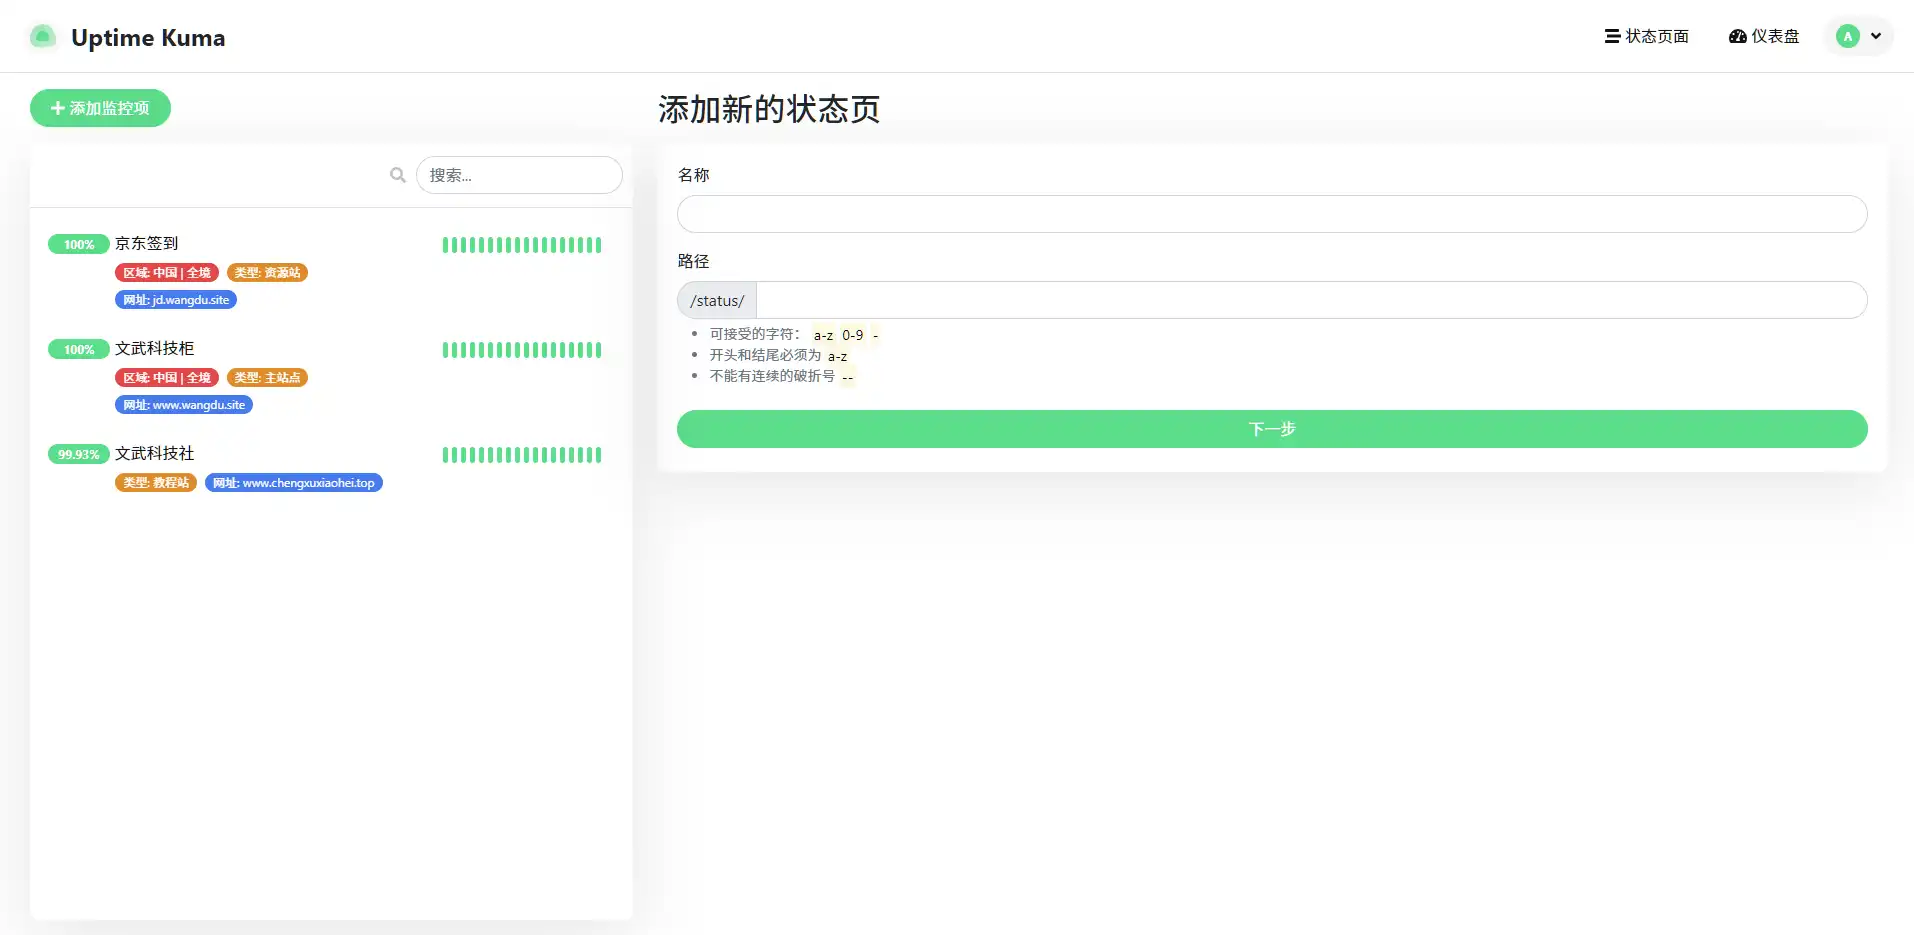 Uptime Kuma
状态页面
仪表盘
A
添加监控项
搜索...
100% 京东签到
区域: 中国 | 全境 类型: 资源站
网址: jd.wangdu.site
100% 文武科技柜
区域: 中国 | 全境 类型: 主站点
网址: www.wangdu.site
99.93% 文武科技社
类型: 教程站 网址: www.chengxuxiaohei.top
添加新的状态页
名称
路径
/status/
可接受的字符： a-z 0-9 -
开头和结尾必须为 a-z
不能有连续的破折号 --
下一步